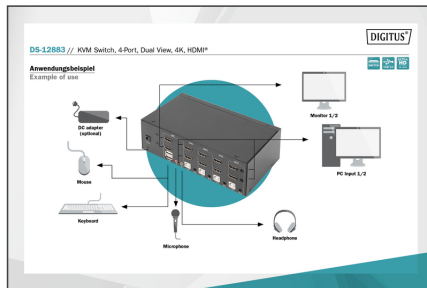 DIGITUS®
DS-12883 // KVM Switch, 4-Port, Dual View, 4K, HDMI®
Anwendungsbeispiel
Example of use
DC adapter
(optional)
Monitor 1/2
PC Input 1/2
Mouse
Keyboard
Microphone
Headphone